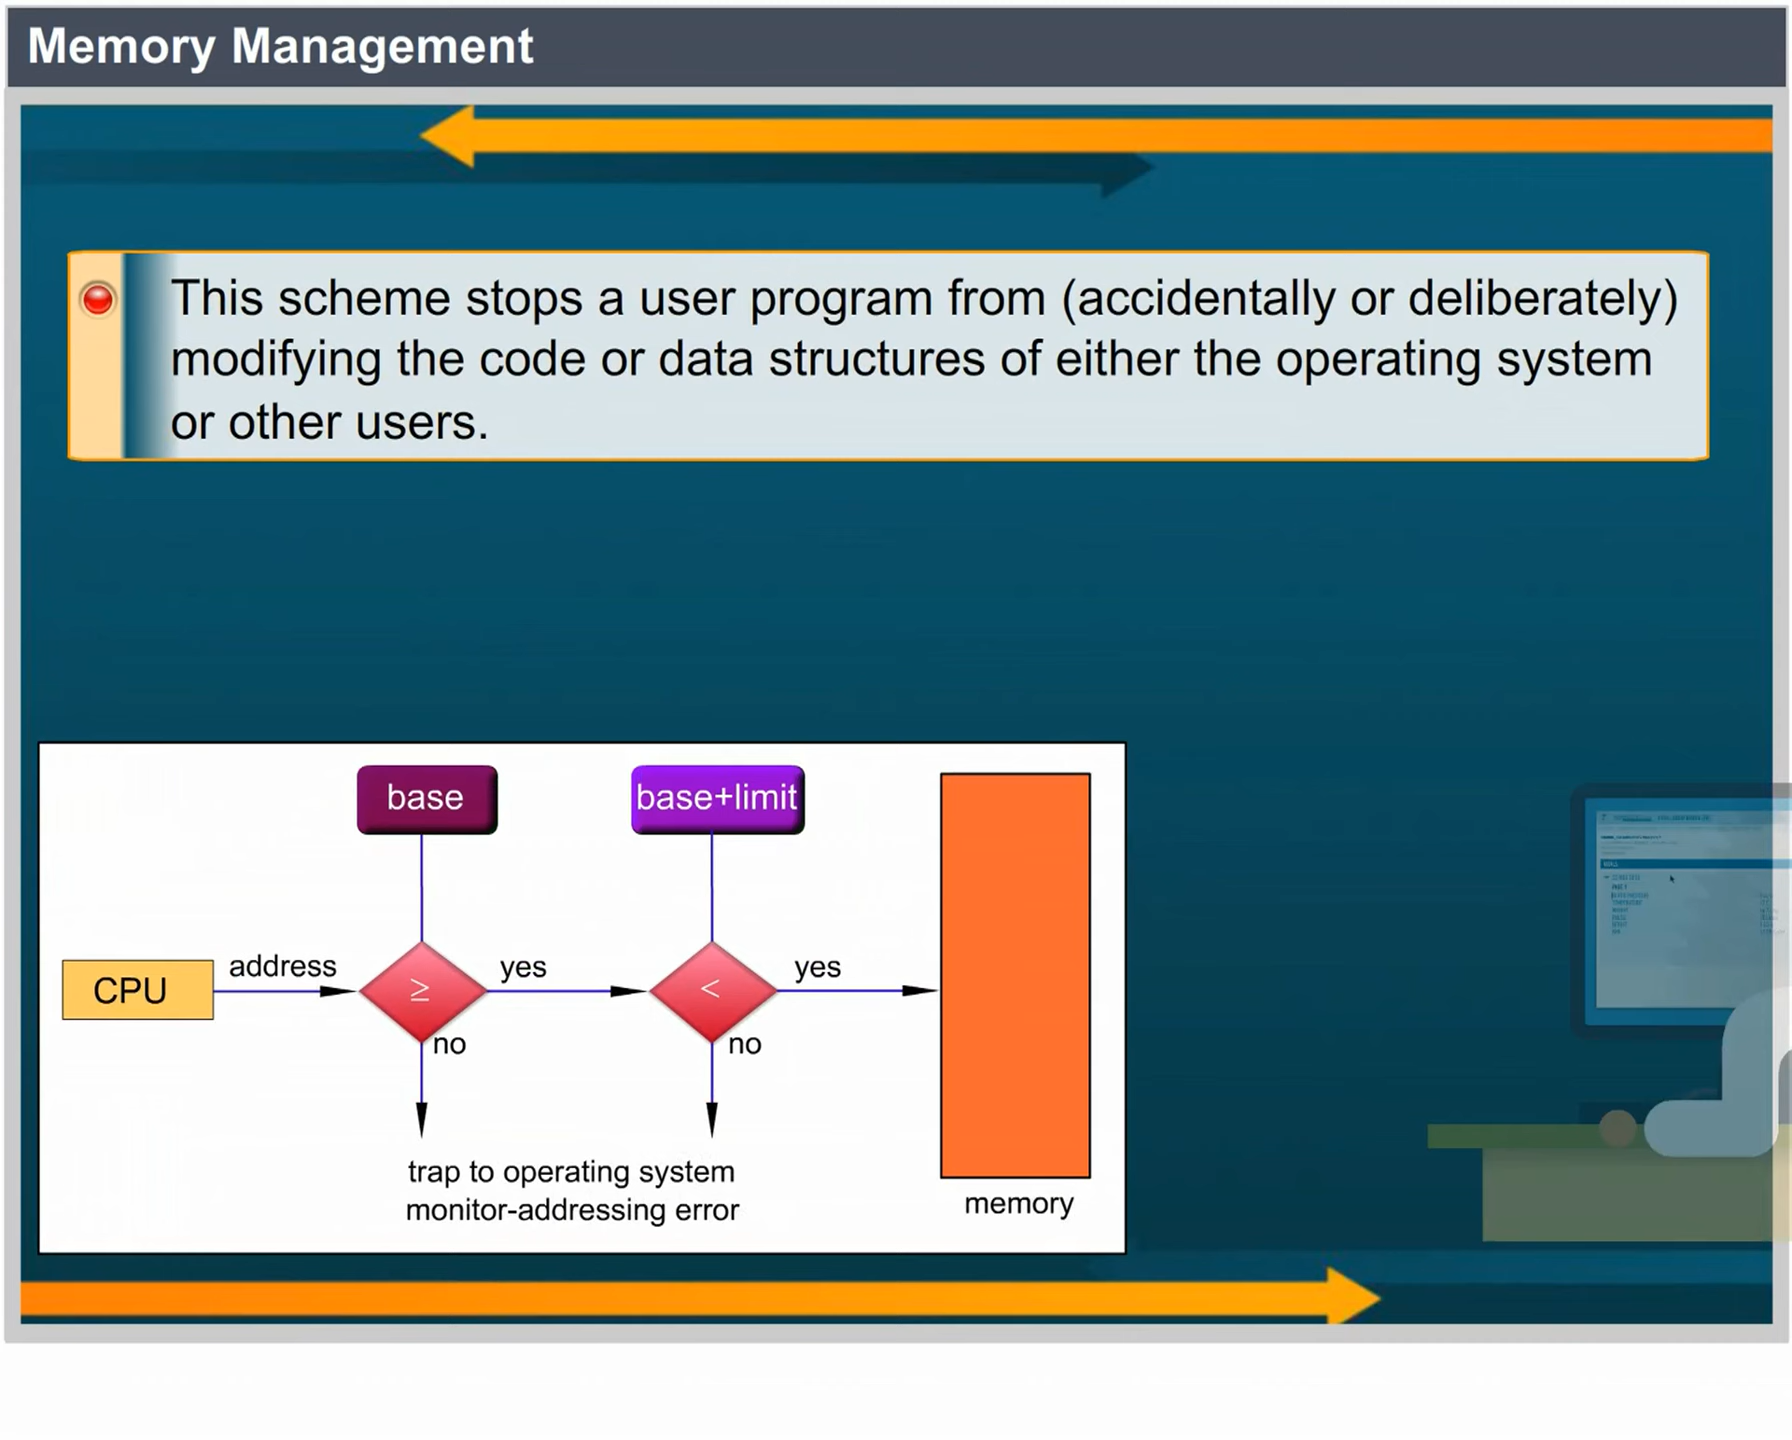 Memory Management
This scheme stops a user program from (accidentally or deliberately)
modifying the code or data structures of either the operating system
or other users.
base
base+limit
CPU
address
≥
yes
<
yes
no
no
trap to operating system
monitor-addressing error
memory